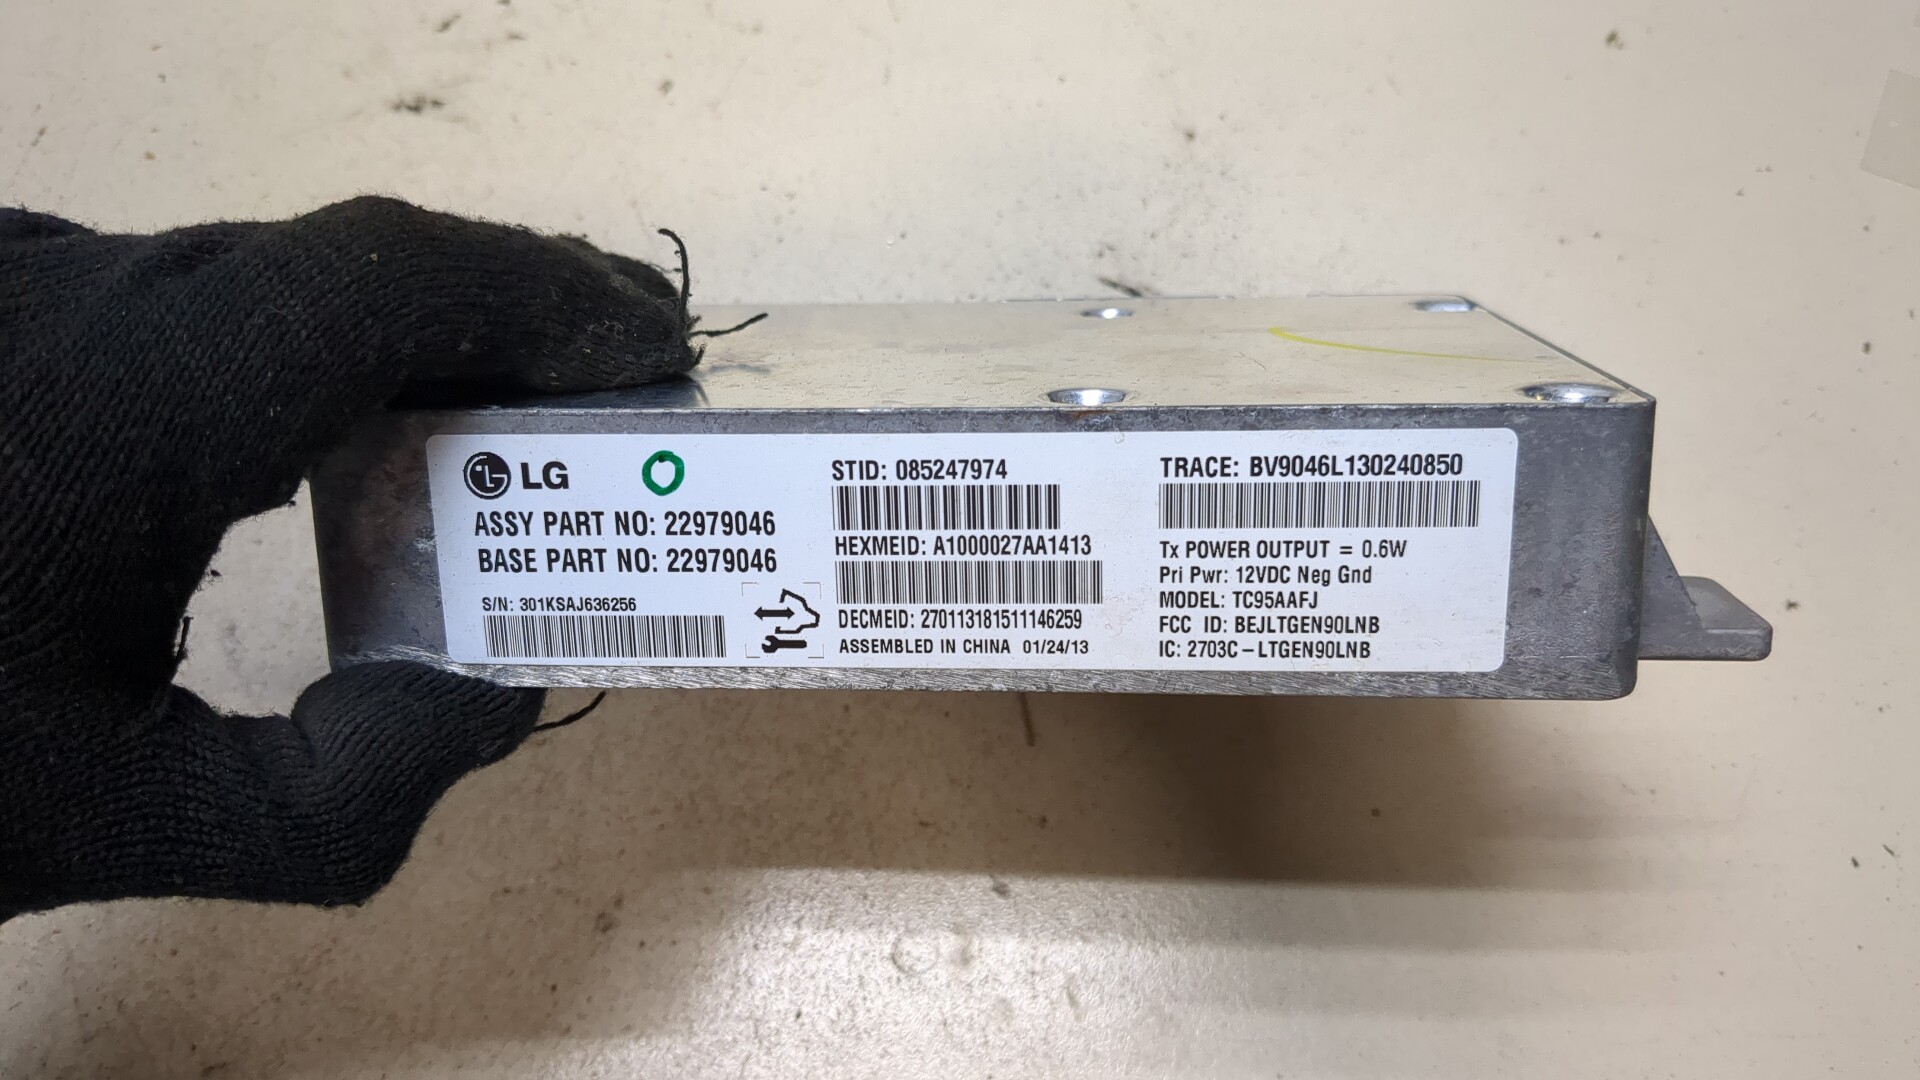 LG
ASSY PART NO: 22979046
BASE PART NO: 22979046
S/N: 301KSAJ636256
STID: 085247974
HEXMEID: A1000027AA1413
DECMEID: 270113181511146259
ASSEMBLED IN CHINA 01/24/13
TRACE: BV9046L130240850
Tx POWER OUTPUT = 0.6W
Pri Pwr: 12VDC Neg Gnd
MODEL: TC95AAFJ
FCC ID: BEJLTGEN90LNB
IC: 2703C-LTGEN90LNB